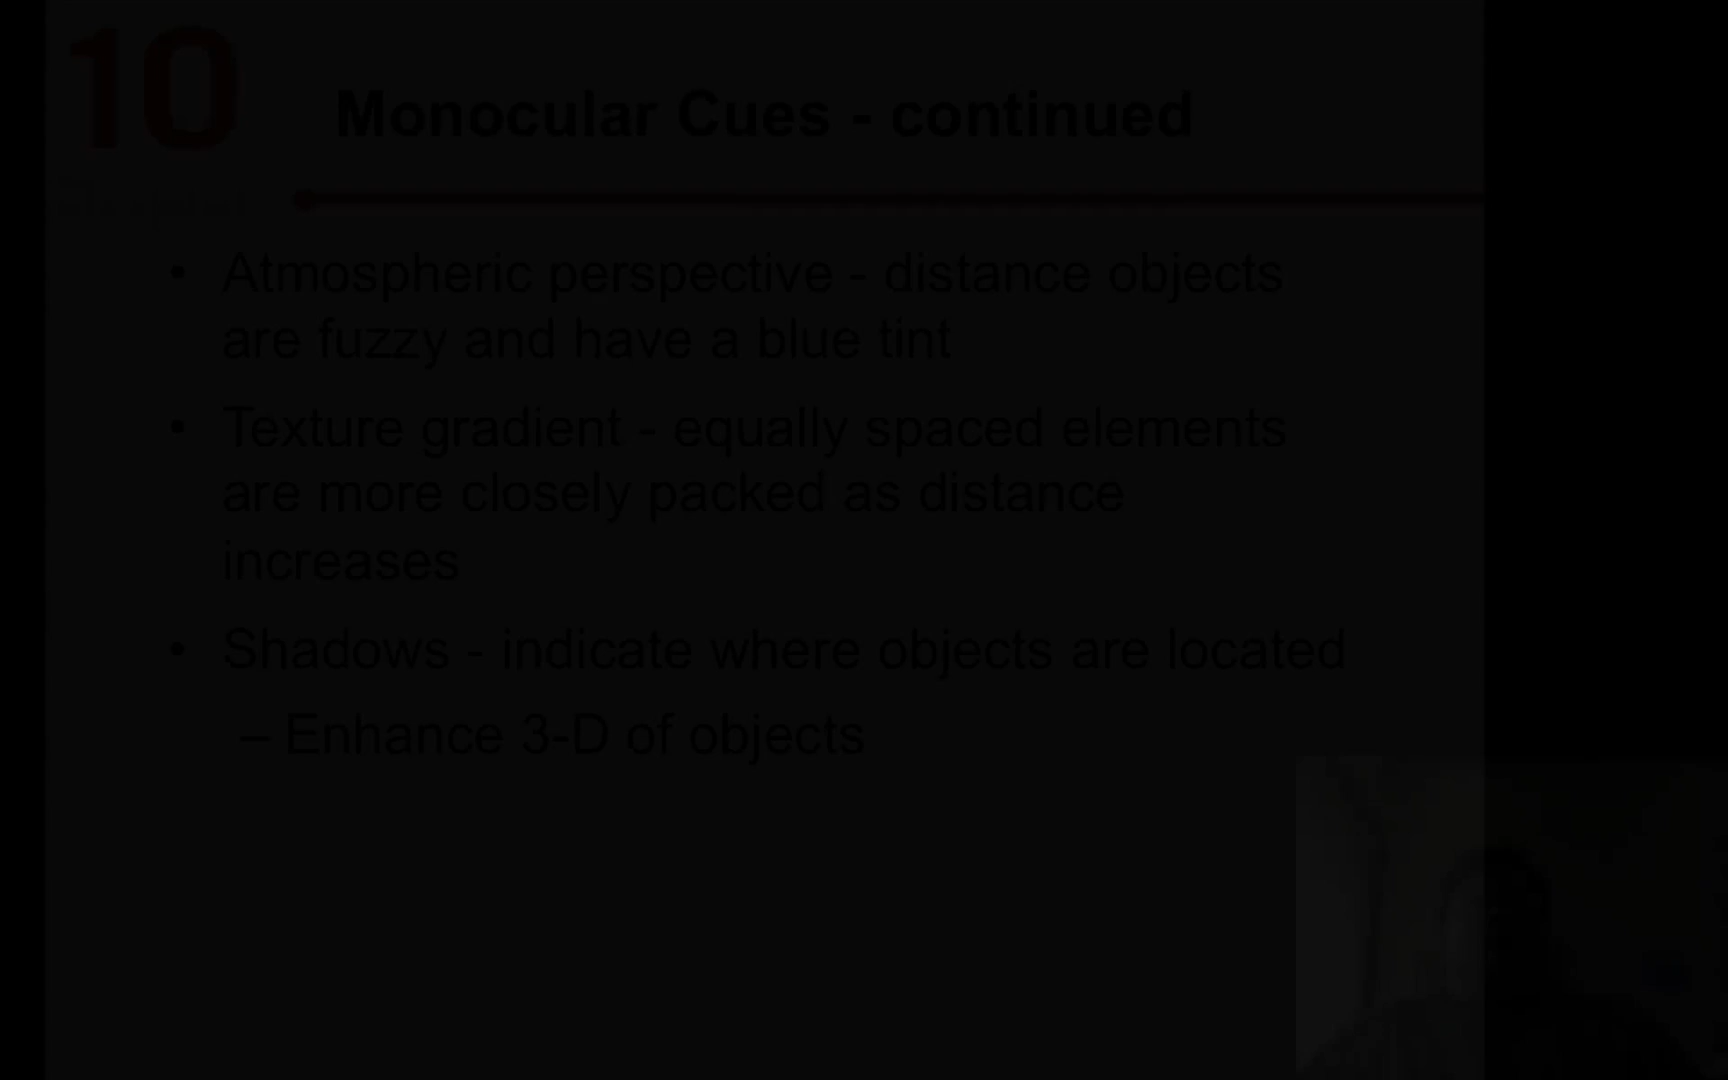 10
Monocular Cues - continued
• Atmospheric perspective - distance objects
are fuzzy and have a blue tint
• Texture gradient - equally spaced elements
are more closely packed as distance
increases
• Shadows - indicate where objects are located
– Enhance 3-D of objects